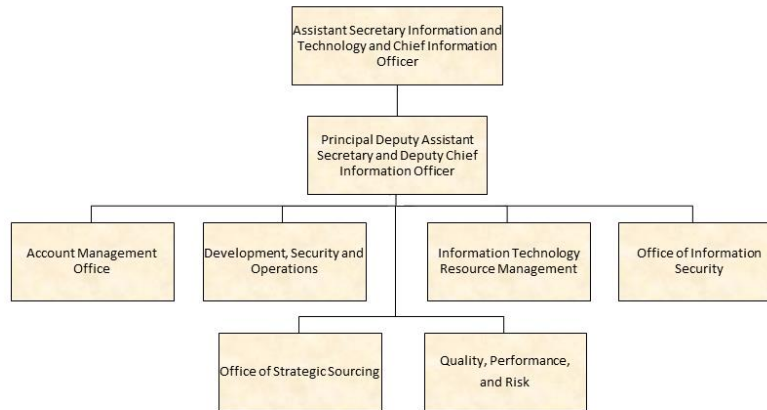 Assistant Secretary Information and
Technology and Chief Information
Officer
Principal Deputy Assistant
Secretary and Deputy Chief
Information Officer
Account Management
Office
Development, Security and
Operations
Information Technology
Resource Management
Office of Information
Security
Office of Strategic Sourcing
Quality, Performance,
and Risk